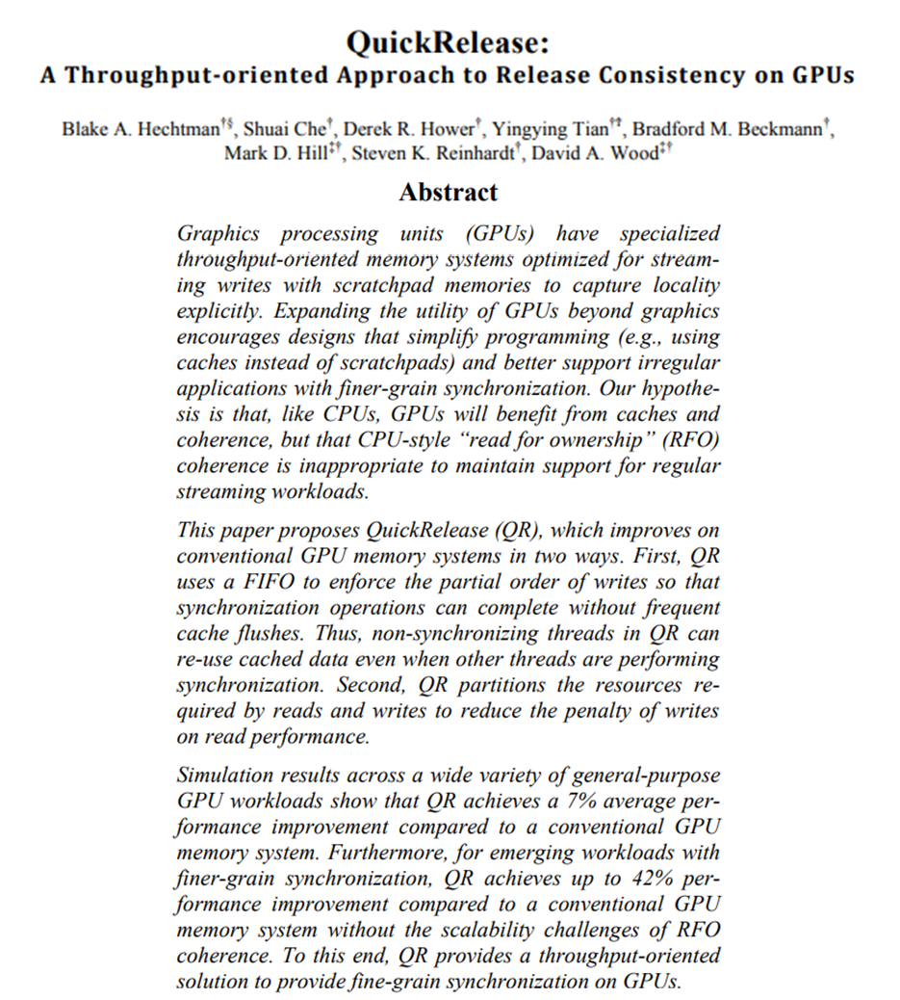 QuickRelease:
A Throughput-oriented Approach to Release Consistency on GPUs
Blake A. Hechtman†§, Shuai Che†, Derek R. Hower†, Yingying Tian†Ϯ, Bradford M. Beckmann†,
Mark D. Hill‡†, Steven K. Reinhardt†, David A. Wood‡†
Abstract
Graphics processing units (GPUs) have specialized
throughput-oriented memory systems optimized for stream-
ing writes with scratchpad memories to capture locality
explicitly. Expanding the utility of GPUs beyond graphics
encourages designs that simplify programming (e.g., using
caches instead of scratchpads) and better support irregular
applications with finer-grain synchronization. Our hypothe-
sis is that, like CPUs, GPUs will benefit from caches and
coherence, but that CPU-style “read for ownership” (RFO)
coherence is inappropriate to maintain support for regular
streaming workloads.
This paper proposes QuickRelease (QR), which improves on
conventional GPU memory systems in two ways. First, QR
uses a FIFO to enforce the partial order of writes so that
synchronization operations can complete without frequent
cache flushes. Thus, non-synchronizing threads in QR can
re-use cached data even when other threads are performing
synchronization. Second, QR partitions the resources re-
quired by reads and writes to reduce the penalty of writes
on read performance.
Simulation results across a wide variety of general-purpose
GPU workloads show that QR achieves a 7% average per-
formance improvement compared to a conventional GPU
memory system. Furthermore, for emerging workloads with
finer-grain synchronization, QR achieves up to 42% per-
formance improvement compared to a conventional GPU
memory system without the scalability challenges of RFO
coherence. To this end, QR provides a throughput-oriented
solution to provide fine-grain synchronization on GPUs.